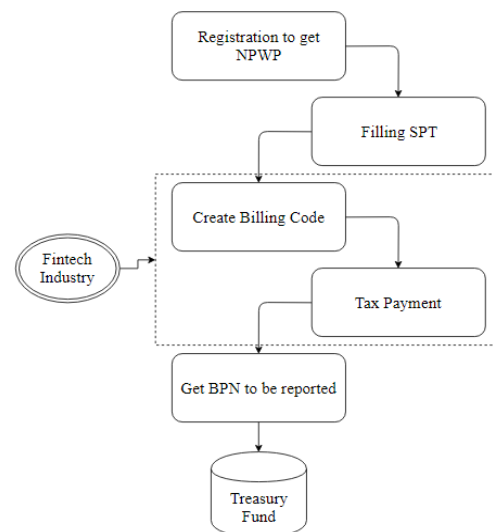 Registration to get
NPWP
Filling SPT
Create Billing Code
Fintech
Industry
Tax Payment
Get BPN to be reported
Treasury
Fund